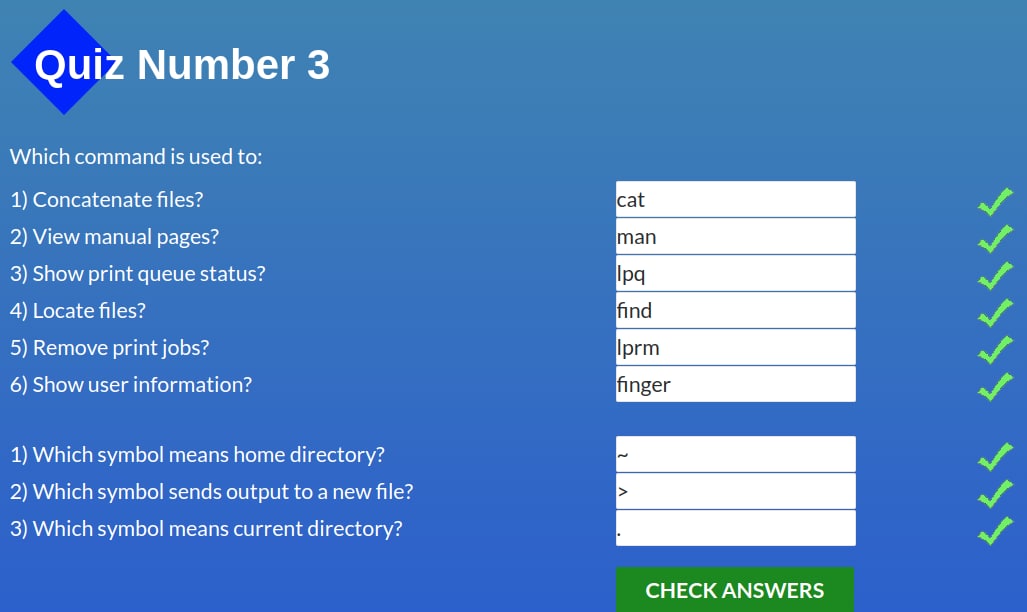 Quiz Number 3
Which command is used to:
1) Concatenate files? cat
2) View manual pages? man
3) Show print queue status? lpq
4) Locate files? find
5) Remove print jobs? lprm
6) Show user information? finger
1) Which symbol means home directory? ~
2) Which symbol sends output to a new file? >
3) Which symbol means current directory? .
CHECK ANSWERS